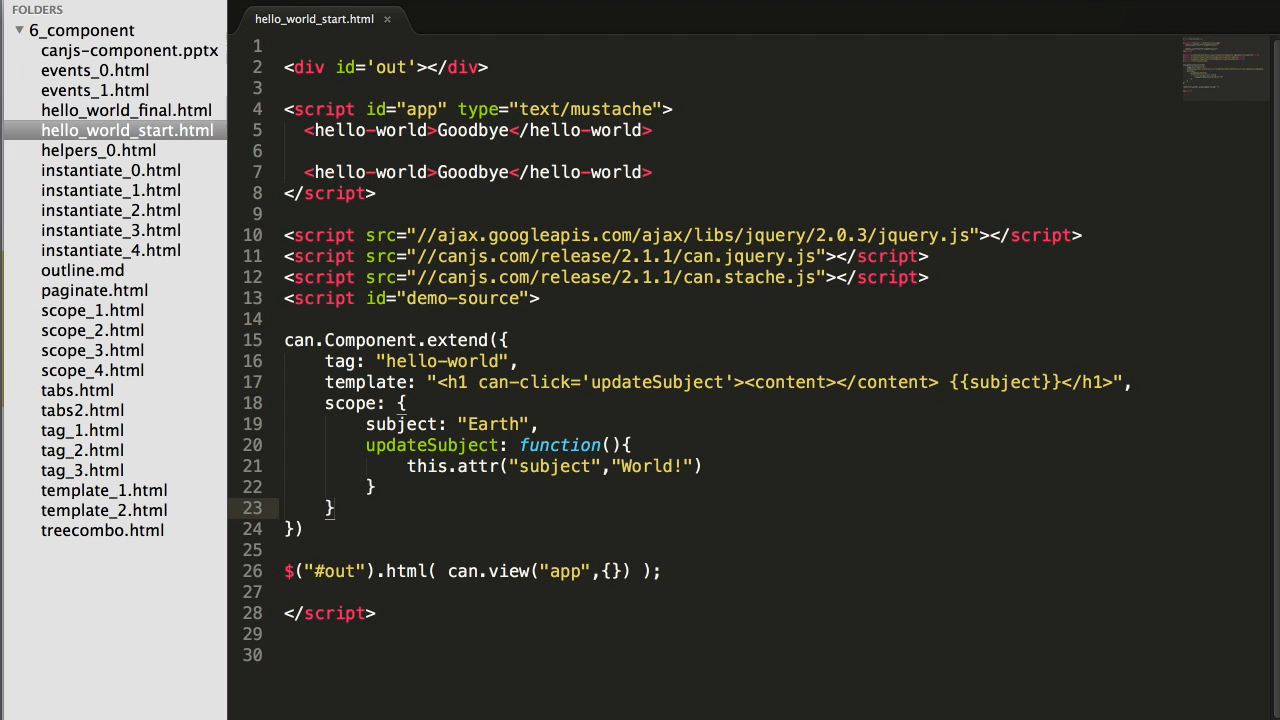 FOLDERS
6_component
canjs-component.pptx
events_0.html
events_1.html
hello_world_final.html
hello_world_start.html
helpers_0.html
instantiate_0.html
instantiate_1.html
instantiate_2.html
instantiate_3.html
instantiate_4.html
outline.md
paginate.html
scope_1.html
scope_2.html
scope_3.html
scope_4.html
tabs.html
tabs2.html
tag_1.html
tag_2.html
tag_3.html
template_1.html
template_2.html
treecombo.html
hello_world_start.html ×
1
2 <div id='out'></div>
3
4 <script id="app" type="text/mustache">
5   <hello-world>Goodbye</hello-world>
6
7   <hello-world>Goodbye</hello-world>
8 </script>
9
10 <script src="//ajax.googleapis.com/ajax/libs/jquery/2.0.3/jquery.js"></script>
11 <script src="//canjs.com/release/2.1.1/can.jquery.js"></script>
12 <script src="//canjs.com/release/2.1.1/can.stache.js"></script>
13 <script id="demo-source">
14
15 can.Component.extend({
16     tag: "hello-world",
17     template: "<h1 can-click='updateSubject'><content></content> {{subject}}</h1>",
18     scope: {
19         subject: "Earth",
20         updateSubject: function(){
21             this.attr("subject","World!")
22         }
23     }
24 })
25
26 $("#out").html( can.view("app",{}) );
27
28 </script>
29
30